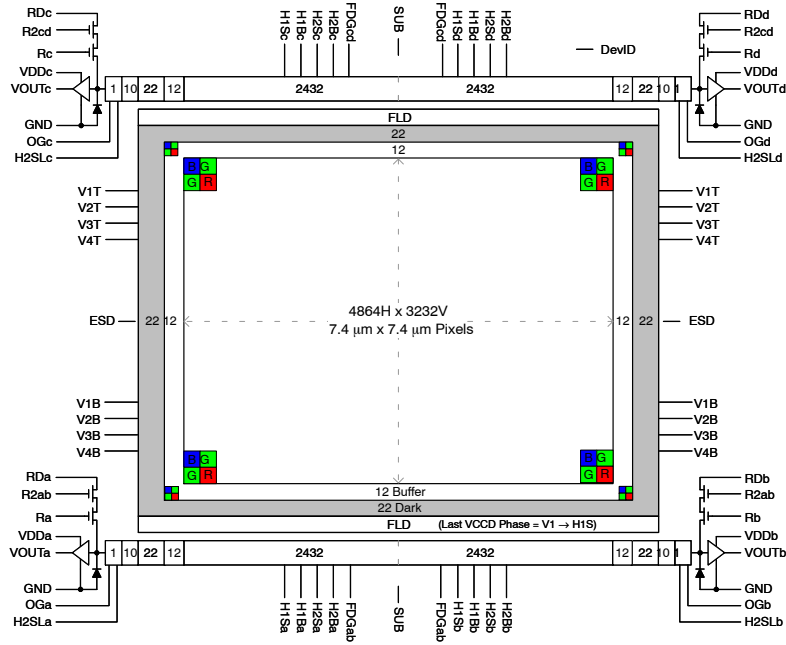 RDc
R2cd
Rc
VDDc
VOUTc
GND
OGc
H2SLc
H1Sc
H1Bc
H2Sc
H2Bc
FDGcd
SUB
FDGcd
H1Sd
H1Bd
H2Sd
H2Bd
DevID
RDd
R2cd
Rd
VDDd
VOUTd
GND
OGd
H2SLd
1 10 22 12 2432 2432 12 22 10 1
FLD
22
12
B G
G R
B G
G R
V1T
V2T
V3T
V4T
V1T
V2T
V3T
V4T
ESD
22 12
4864H x 3232V
7.4 μm x 7.4 μm Pixels
12 22
ESD
V1B
V2B
V3B
V4B
V1B
V2B
V3B
V4B
B G
G R
B G
G R
12 Buffer
22 Dark
FLD (Last VCCD Phase = V1 → H1S)
1 10 22 12 2432 2432 12 22 10 1
RDa
R2ab
Ra
VDDa
VOUTa
GND
OGa
H2SLa
H1Sa
H1Ba
H2Sa
H2Ba
FDGab
SUB
FDGab
H1Sb
H1Bb
H2Sb
H2Bb
RDb
R2ab
Rb
VDDb
VOUTb
GND
OGb
H2SLb